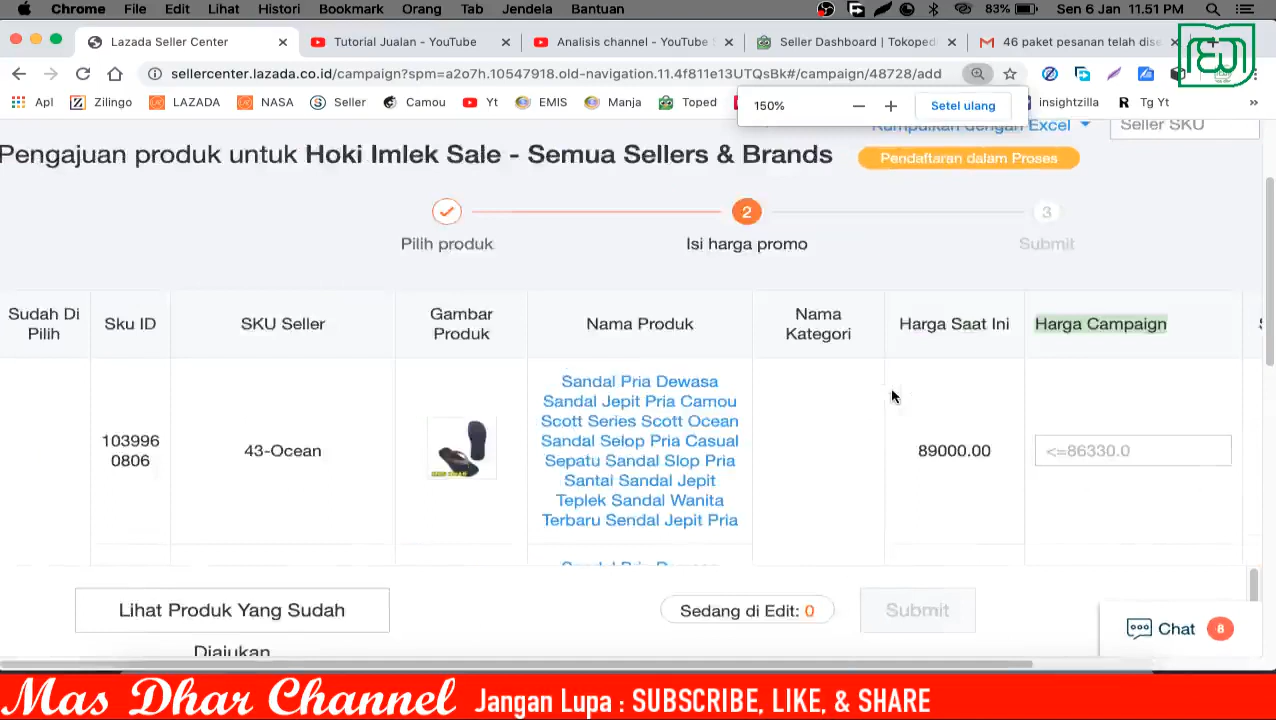 Chrome File Edit Lihat Histori Bookmark Orang Tab Jendela Bantuan 83% Sen 6 Jan 11.51 PM
Lazada Seller Center Tutorial Jualan - YouTube Analisis channel - YouTube Seller Dashboard | Tokoped 46 paket pesanan telah dise
sellercenter.lazada.co.id/campaign?spm=a2o7h.10547918.old-navigation.11.4f811e13UTQsBk#/campaign/48728/add
Apl Zilingo LAZADA NASA Seller Camou Yt EMIS Manja Toped insightzilla Tg Yt »
150% Setel ulang
Kumpulkan dengan Excel Seller SKU
Pengajuan produk untuk Hoki Imlek Sale - Semua Sellers & Brands Pendaftaran dalam Proses
2 3
Pilih produk Isi harga promo Submit
Sudah Di Pilih Sku ID SKU Seller Gambar Produk Nama Produk Nama Kategori Harga Saat Ini Harga Campaign
Sandal Pria Dewasa
Sandal Jepit Pria Camou
Scott Series Scott Ocean
103996 Sandal Selop Pria Casual
0806 43-Ocean 89000.00 <=86330.0
Sepatu Sandal Slop Pria
Santai Sandal Jepit
Teplek Sandal Wanita
Terbaru Sendal Jepit Pria
Lihat Produk Yang Sudah Diajukan Sedang di Edit: 0 Submit
Chat 8
Mas Dhar Channel Jangan Lupa : SUBSCRIBE, LIKE, & SHARE